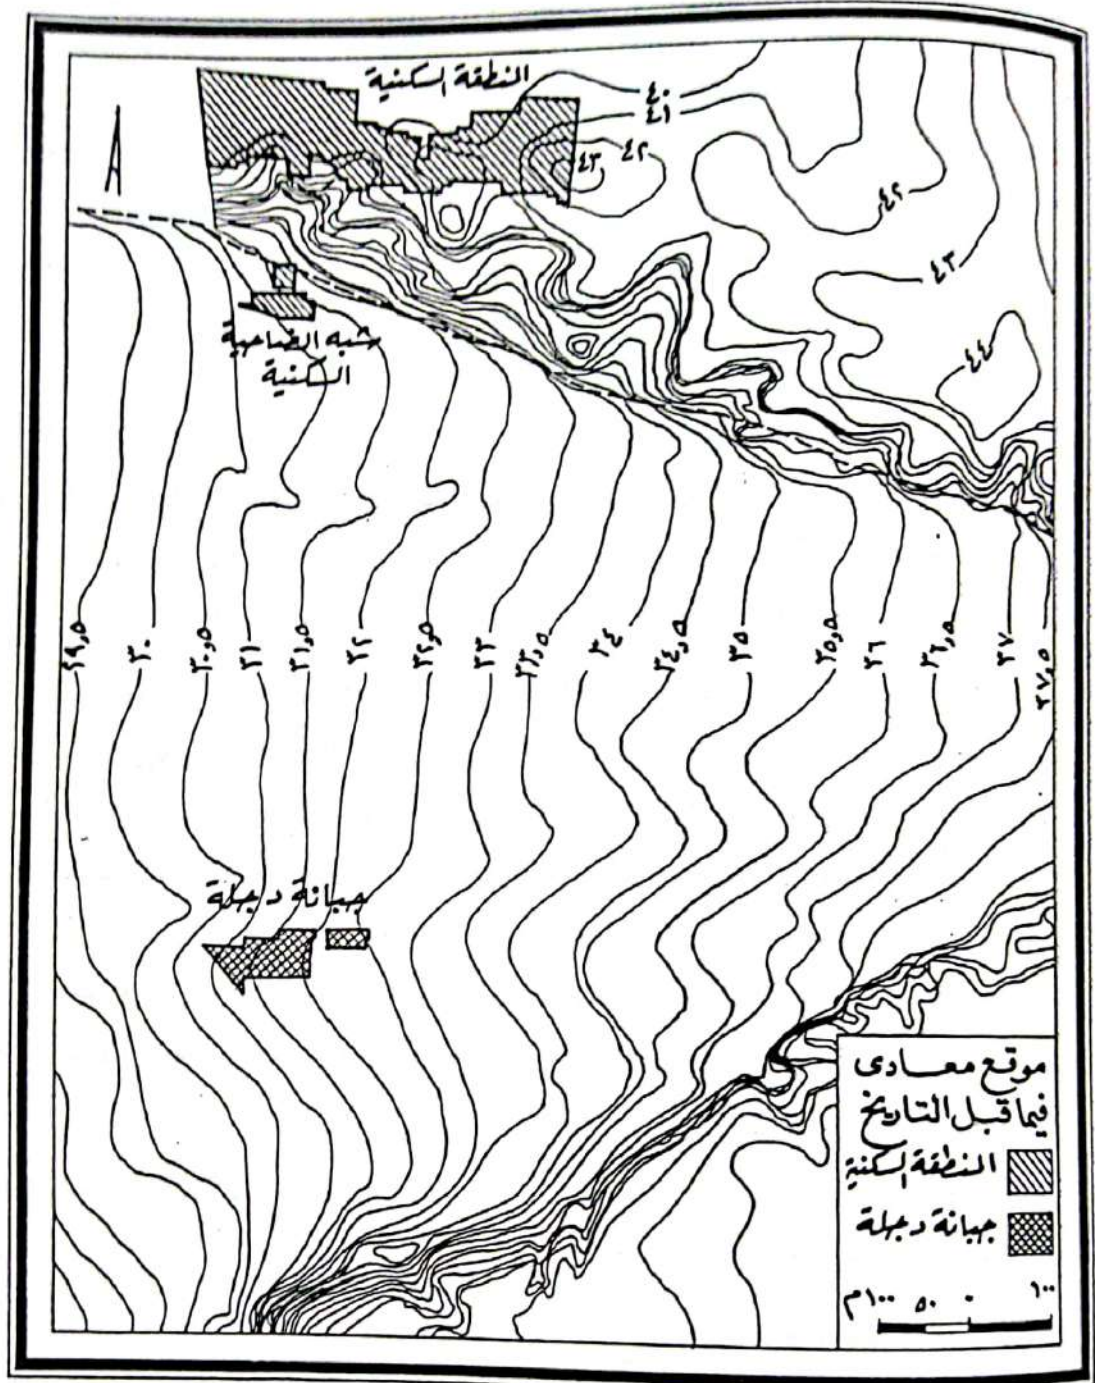 المنطقة السكنية
٤٠
٤١
٤٢
٤٣
٤٢
٤٣
٤٤
شبه الضاحية
السكنية
٢٩,٥
٣٠
٣٠,٥
٣١
٣١,٥
٣٢
٣٢,٥
٣٣
٣٣,٥
٣٤
٣٤,٥
٣٥
٣٥,٥
٣٦
٣٦,٥
٣٧
٣٧,٥
جبانة دجلة
موقع معادى
فيما قبل التاريخ
المنطقة السكنية
جبانة دجلة
١٠٠م ٥٠ ٠ ١٠٠